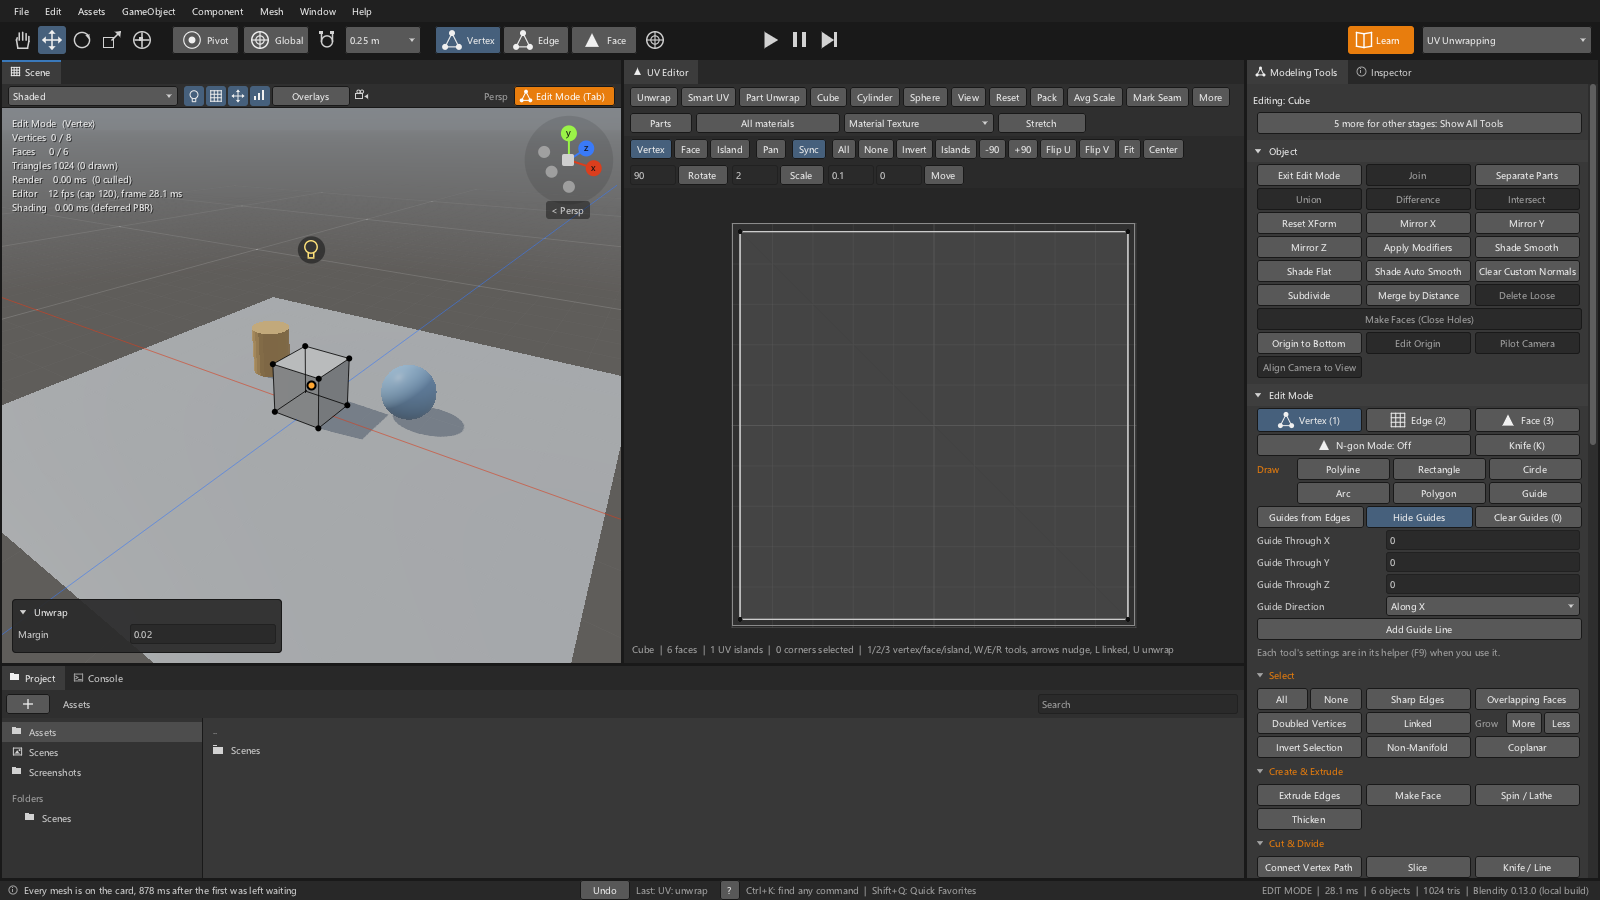 File Edit Assets GameObject Component Mesh Window Help
Pivot Global 0.25 m Vertex Edge Face Learn UV Unwrapping
Scene
Shaded Overlays Persp Edit Mode (Tab)
Edit Mode (Vertex)
Vertices 0 / 8
Faces 0 / 6
Triangles 1024 (0 drawn)
Render 0.00 ms (0 culled)
Editor 12 fps (cap 120), frame 28.1 ms
Shading 0.00 ms (deferred PBR)
y
z
x
< Persp
Unwrap
Margin 0.02
UV Editor
Unwrap Smart UV Part Unwrap Cube Cylinder Sphere View Reset Pack Avg Scale Mark Seam More
Parts All materials Material Texture Stretch
Vertex Face Island Pan Sync All None Invert Islands -90 +90 Flip U Flip V Fit Center
90 Rotate 2 Scale 0.1 0 Move
Cube | 6 faces | 1 UV islands | 0 corners selected | 1/2/3 vertex/face/island, W/E/R tools, arrows nudge, L linked, U unwrap
Modeling Tools Inspector
Editing: Cube
5 more for other stages: Show All Tools
Object
Exit Edit Mode Join Separate Parts
Union Difference Intersect
Reset XForm Mirror X Mirror Y
Mirror Z Apply Modifiers Shade Smooth
Shade Flat Shade Auto Smooth Clear Custom Normals
Subdivide Merge by Distance Delete Loose
Make Faces (Close Holes)
Origin to Bottom Edit Origin Pilot Camera
Align Camera to View
Edit Mode
Vertex (1) Edge (2) Face (3)
N-gon Mode: Off Knife (K)
Draw Polyline Rectangle Circle
Arc Polygon Guide
Guides from Edges Hide Guides Clear Guides (0)
Guide Through X 0
Guide Through Y 0
Guide Through Z 0
Guide Direction Along X
Add Guide Line
Each tool's settings are in its helper (F9) when you use it.
Select
All None Sharp Edges Overlapping Faces
Doubled Vertices Linked Grow More Less
Invert Selection Non-Manifold Coplanar
Create & Extrude
Extrude Edges Make Face Spin / Lathe
Thicken
Cut & Divide
Connect Vertex Path Slice Knife / Line
Project Console
+ Assets Search
Assets
Scenes
Screenshots
Folders
Scenes
..
Scenes
Every mesh is on the card, 878 ms after the first was left waiting Undo Last: UV: unwrap ? Ctrl+K: find any command | Shift+Q: Quick Favorites EDIT MODE | 28.1 ms | 6 objects | 1024 tris | Blendity 0.13.0 (local build)